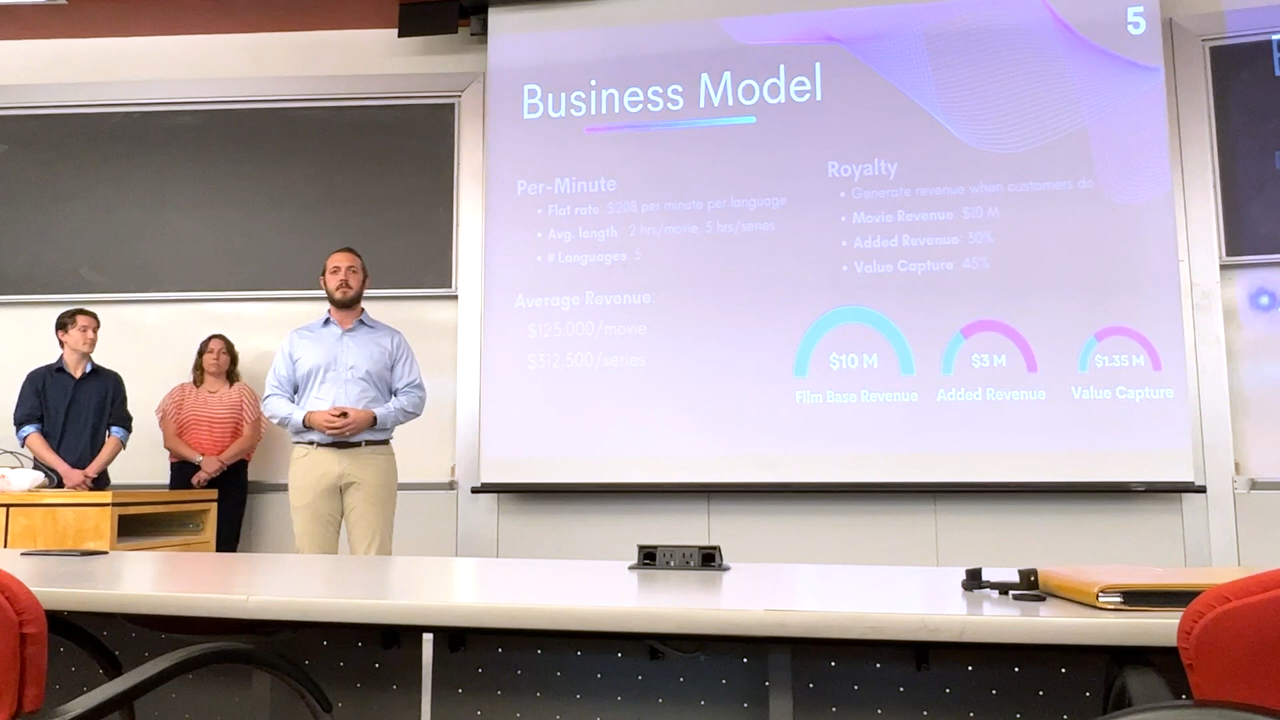 5
Business Model
Per-Minute
• Flat rate: $208 per minute per language
• Avg. length: 2 hrs/movie, 5 hrs/series
• # Languages: 5
Average Revenue:
$125,000/movie
$312,500/series
Royalty
• Generate revenue when customers do
• Movie Revenue: $10 M
• Added Revenue: 30%
• Value Capture: 45%
$10 M
Film Base Revenue
$3 M
Added Revenue
$1.35 M
Value Capture